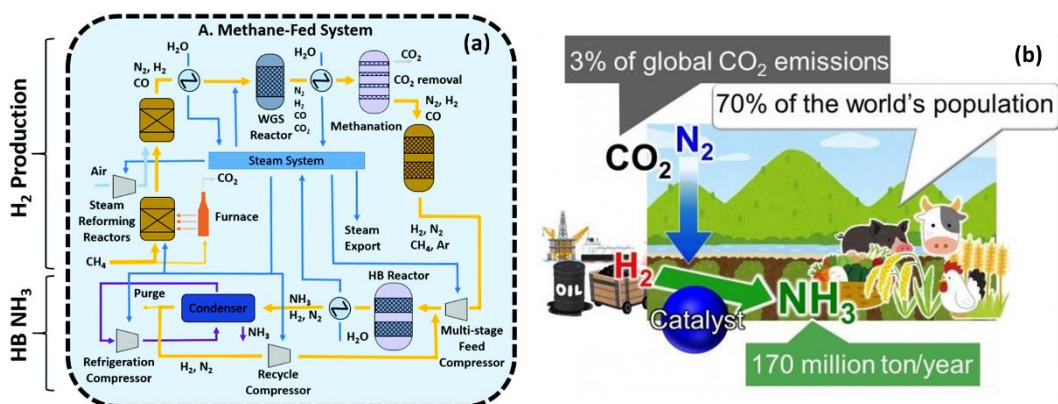 A. Methane-Fed System
(a)
H₂ Production
HB NH₃
H₂O
N₂, H₂
CO
WGS
Reactor
H₂O
N₂
H₂
CO
CO₂
CO₂
CO₂ removal
Methanation
N₂, H₂
CO
Steam System
Air
CO₂
Steam
Reforming
Reactors
Furnace
Steam
Export
H₂, N₂
CH₄, Ar
CH₄
Purge
Condenser
NH₃
H₂, N₂
HB Reactor
NH₃
H₂O
Multi-stage
Feed
Compressor
Refrigeration
Compressor
H₂, N₂
Recycle
Compressor
(b)
3% of global CO₂ emissions
70% of the world's population
CO₂
N₂
OIL
H₂
NH₃
Catalyst
170 million ton/year